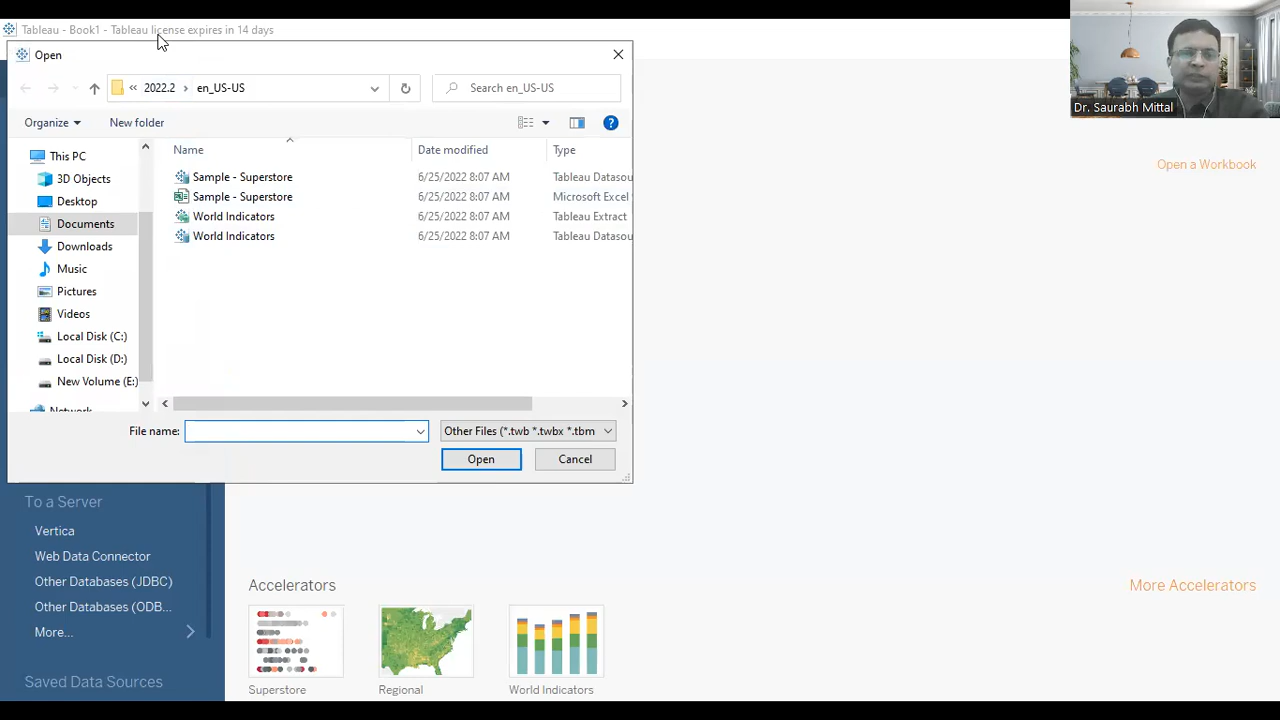 Tableau - Book1 - Tableau license expires in 14 days
Open
2022.2 > en_US-US
Search en_US-US
Organize
New folder
Name
Date modified
Type
This PC
3D Objects
Desktop
Documents
Downloads
Music
Pictures
Videos
Local Disk (C:)
Local Disk (D:)
New Volume (E:)
Network
Sample - Superstore 6/25/2022 8:07 AM Tableau Datasou
Sample - Superstore 6/25/2022 8:07 AM Microsoft Excel
World Indicators 6/25/2022 8:07 AM Tableau Extract
World Indicators 6/25/2022 8:07 AM Tableau Datasou
File name:
Other Files (*.twb *.twbx *.tbm
Open
Cancel
Dr. Saurabh Mittal
Open a Workbook
To a Server
Vertica
Web Data Connector
Other Databases (JDBC)
Other Databases (ODB...
More...
Saved Data Sources
Accelerators
More Accelerators
Superstore
Regional
World Indicators